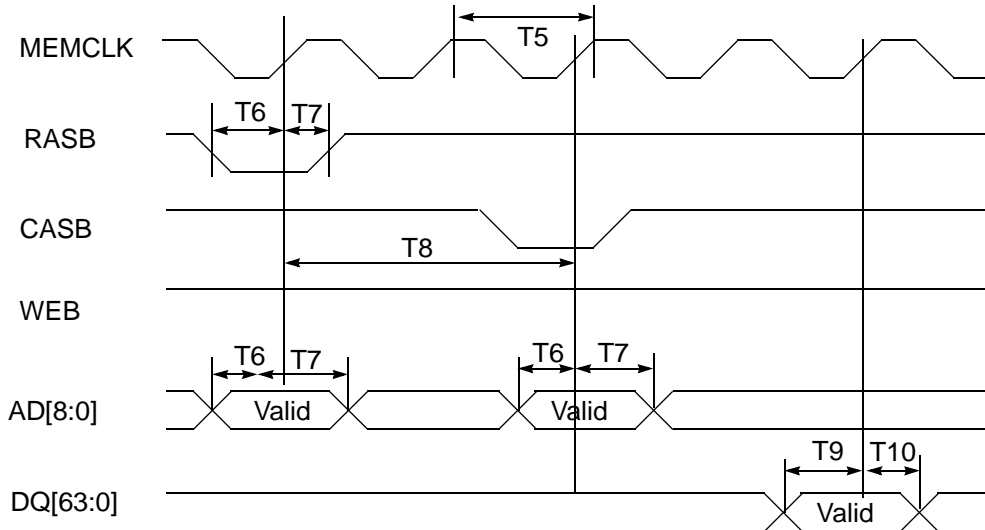 T5
MEMCLK
T6 T7
RASB
CASB
T8
WEB
T6 T7 T6 T7
AD[8:0] Valid Valid
T9 T10
DQ[63:0] Valid